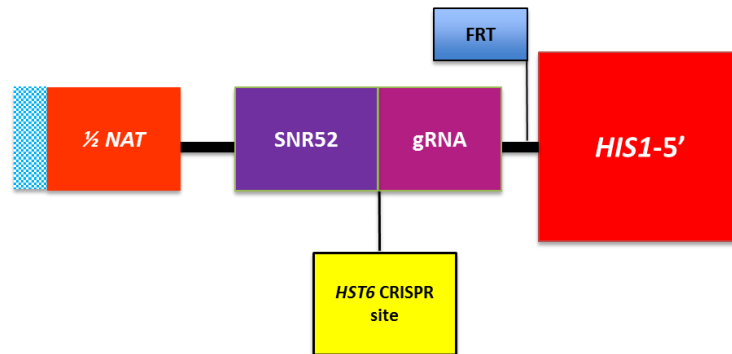 FRT
½ NAT
SNR52
gRNA
HIS1-5’
HST6 CRISPR
site